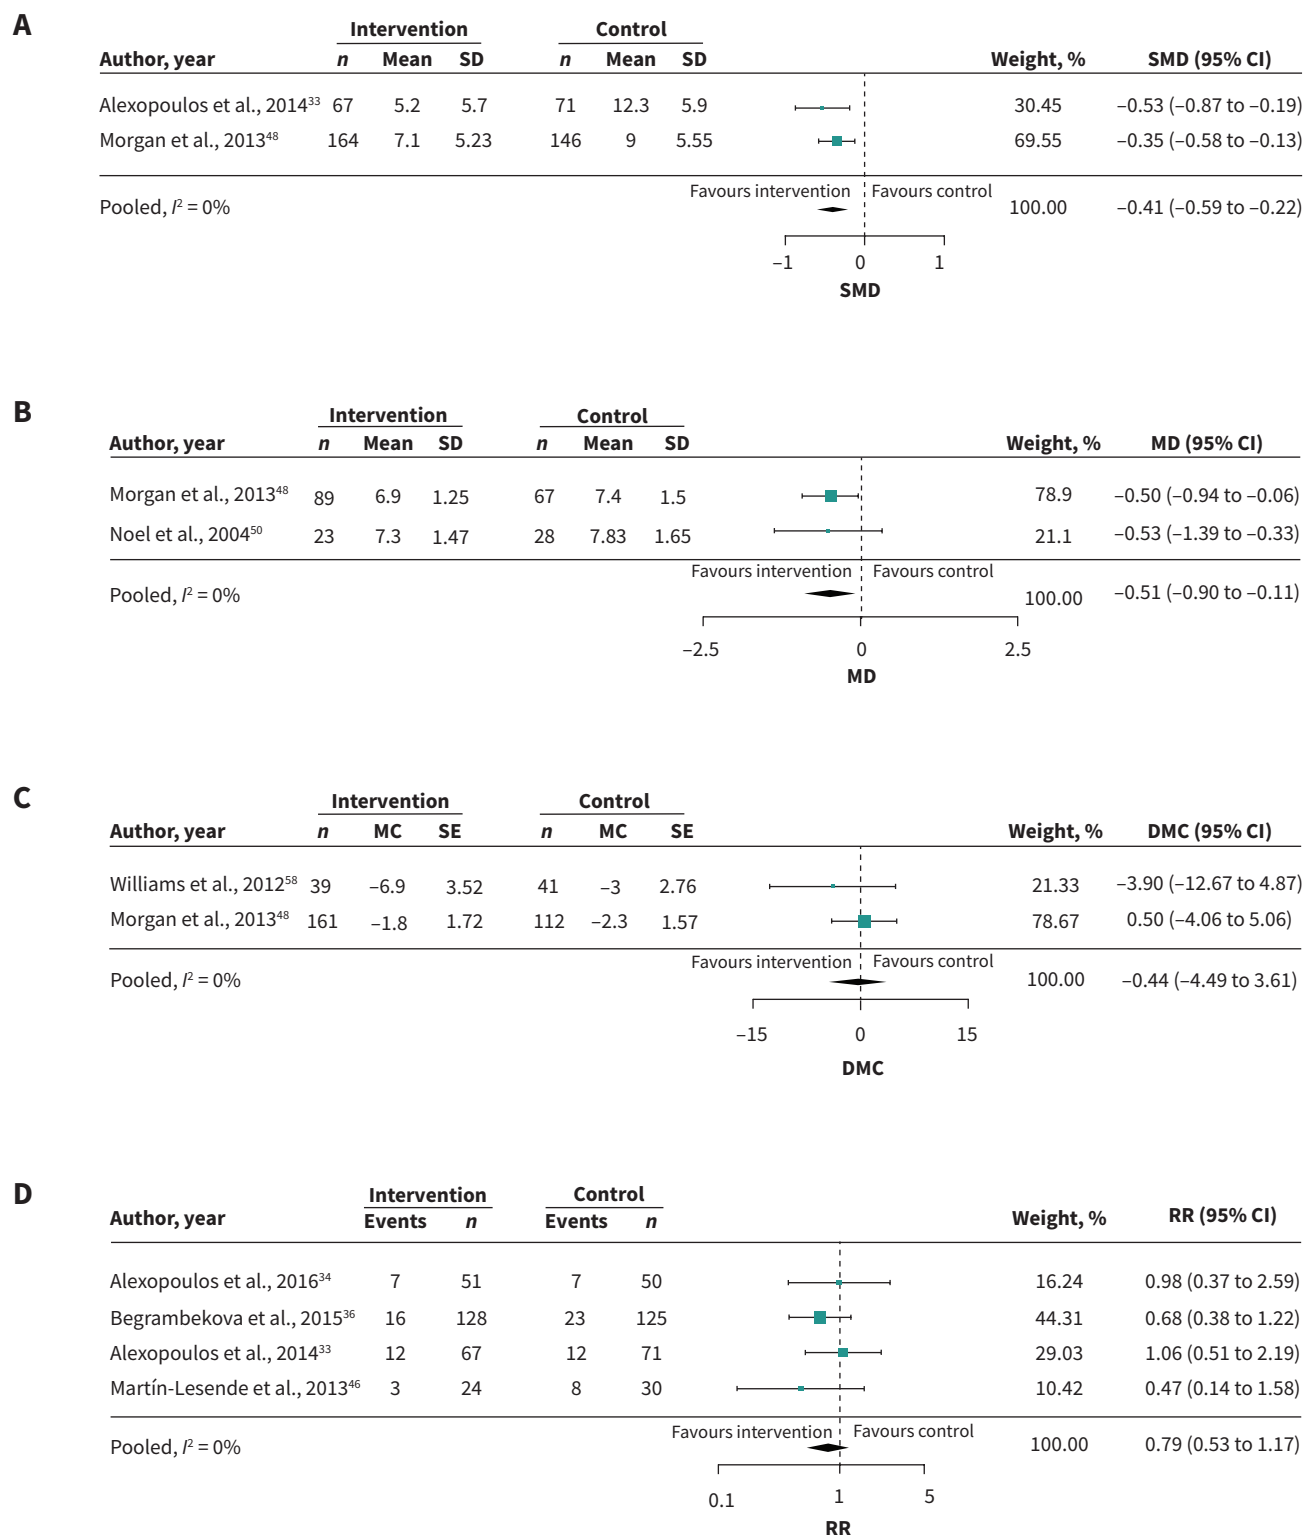 A
Intervention Control
Author, year n Mean SD n Mean SD Weight, % SMD (95% CI)
Alexopoulos et al., 2014³³ 67 5.2 5.7 71 12.3 5.9 30.45 –0.53 (–0.87 to –0.19)
Morgan et al., 2013⁴⁸ 164 7.1 5.23 146 9 5.55 69.55 –0.35 (–0.58 to –0.13)
Favours intervention Favours control
Pooled, I² = 0% 100.00 –0.41 (–0.59 to –0.22)
–1 0 1
SMD
B
Intervention Control
Author, year n Mean SD n Mean SD Weight, % MD (95% CI)
Morgan et al., 2013⁴⁸ 89 6.9 1.25 67 7.4 1.5 78.9 –0.50 (–0.94 to –0.06)
Noel et al., 2004⁵⁰ 23 7.3 1.47 28 7.83 1.65 21.1 –0.53 (–1.39 to –0.33)
Favours intervention Favours control
Pooled, I² = 0% 100.00 –0.51 (–0.90 to –0.11)
–2.5 0 2.5
MD
C
Intervention Control
Author, year n MC SE n MC SE Weight, % DMC (95% CI)
Williams et al., 2012⁵⁸ 39 –6.9 3.52 41 –3 2.76 21.33 –3.90 (–12.67 to 4.87)
Morgan et al., 2013⁴⁸ 161 –1.8 1.72 112 –2.3 1.57 78.67 0.50 (–4.06 to 5.06)
Favours intervention Favours control
Pooled, I² = 0% 100.00 –0.44 (–4.49 to 3.61)
–15 0 15
DMC
D
Intervention Control
Author, year Events n Events n Weight, % RR (95% CI)
Alexopoulos et al., 2016³⁴ 7 51 7 50 16.24 0.98 (0.37 to 2.59)
Begrambekova et al., 2015³⁶ 16 128 23 125 44.31 0.68 (0.38 to 1.22)
Alexopoulos et al., 2014³³ 12 67 12 71 29.03 1.06 (0.51 to 2.19)
Martín-Lesende et al., 2013⁴⁶ 3 24 8 30 10.42 0.47 (0.14 to 1.58)
Favours intervention Favours control
Pooled, I² = 0% 100.00 0.79 (0.53 to 1.17)
0.1 1 5
RR